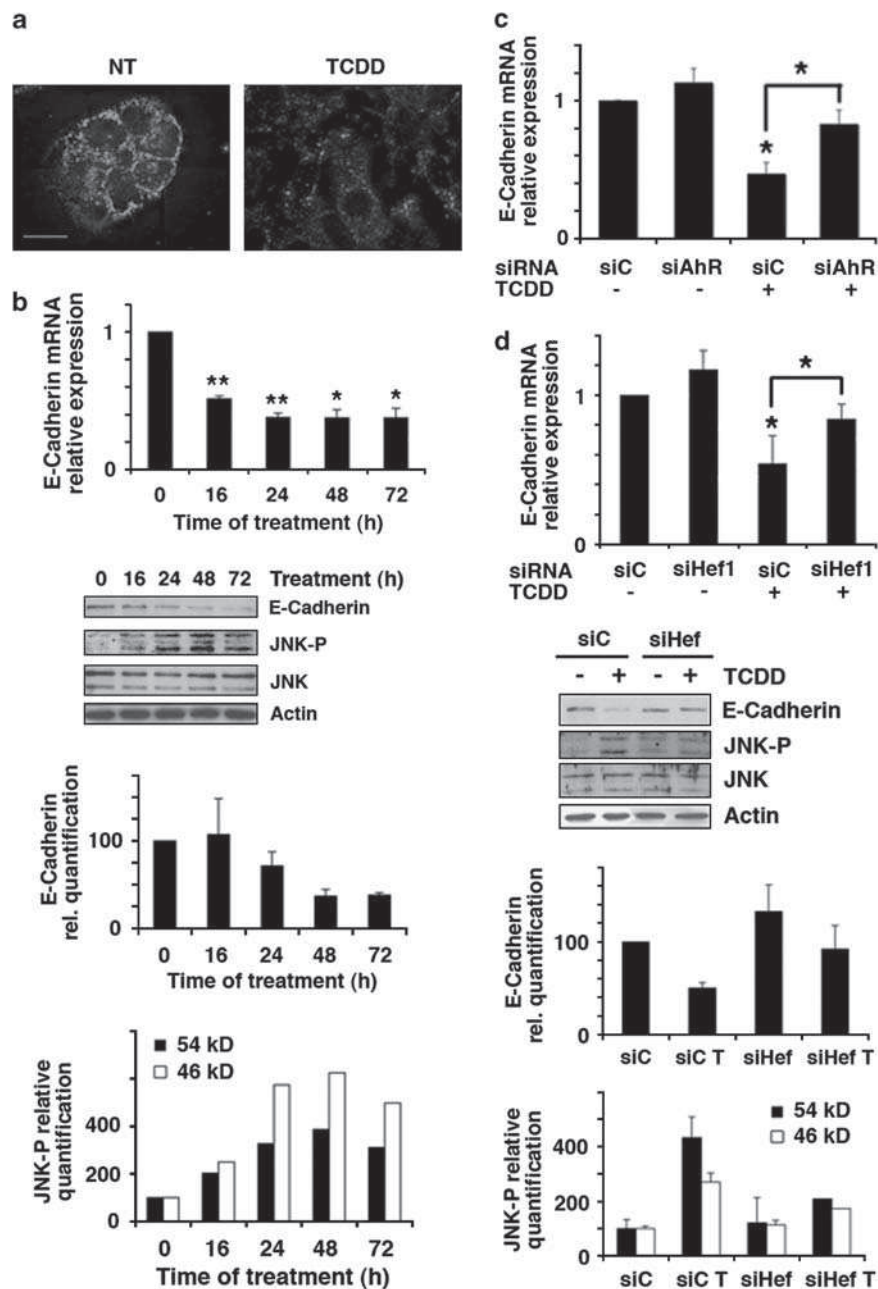 a
NT TCDD
b
E-Cadherin mRNA
relative expression
1
0
** ** * *
0 16 24 48 72
Time of treatment (h)
0 16 24 48 72 Treatment (h)
E-Cadherin
JNK-P
JNK
Actin
E-Cadherin
rel. quantification
100
0
0 16 24 48 72
Time of treatment (h)
JNK-P relative
quantification
54 kD
46 kD
400
200
0
0 16 24 48 72
Time of treatment (h)
c
E-Cadherin mRNA
relative expression
1
0
*
*
siRNA siC siAhR siC siAhR
TCDD - - + +
d
E-Cadherin mRNA
relative expression
1
0
*
*
siRNA siC siHef1 siC siHef1
TCDD - - + +
siC siHef
- + - + TCDD
E-Cadherin
JNK-P
JNK
Actin
E-Cadherin
rel. quantification
100
0
siC siC T siHef siHef T
JNK-P relative
quantification
54 kD
46 kD
400
200
0
siC siC T siHef siHef T